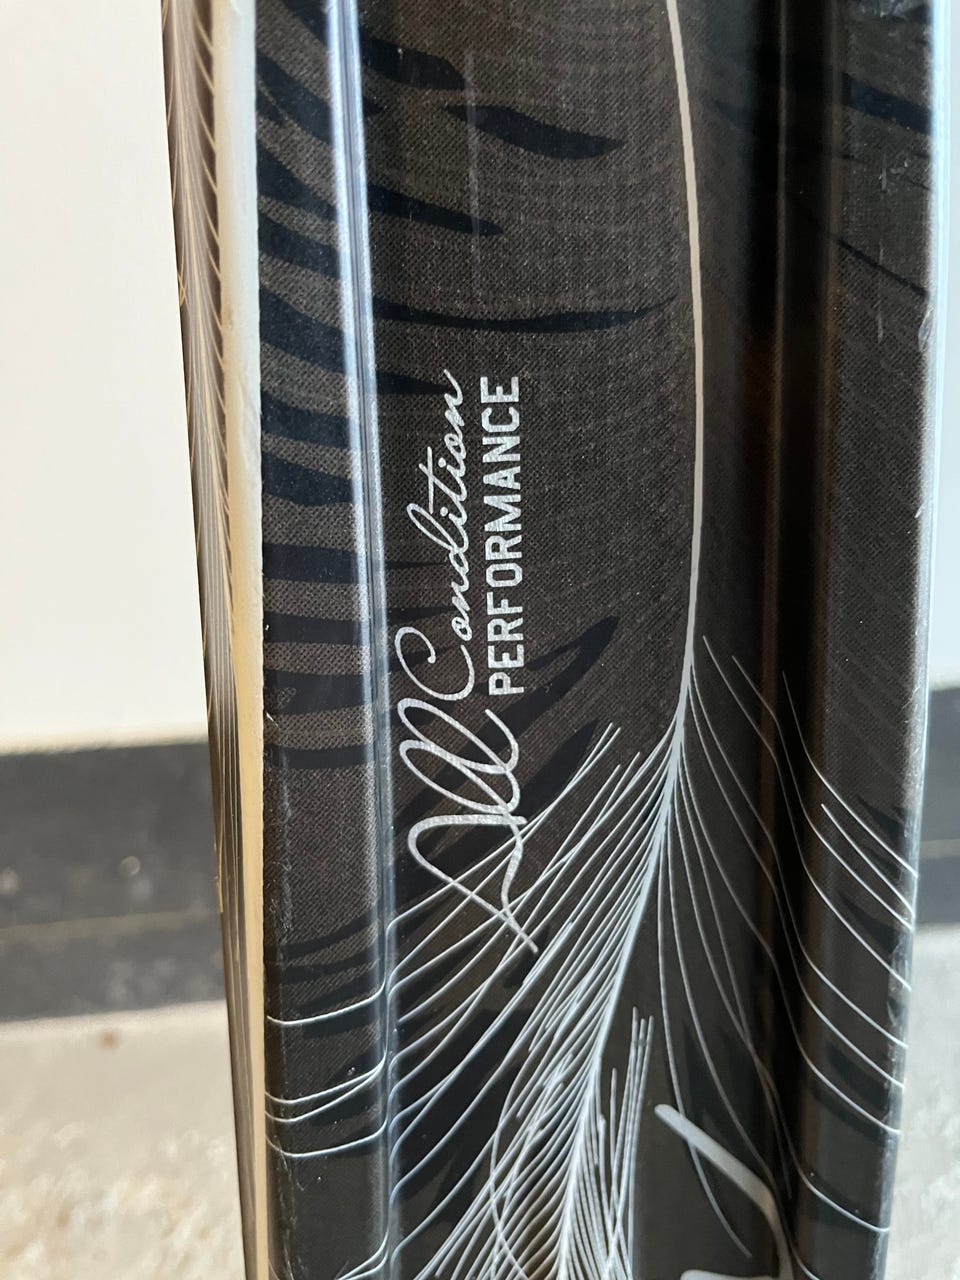 All Condition
PERFORMANCE